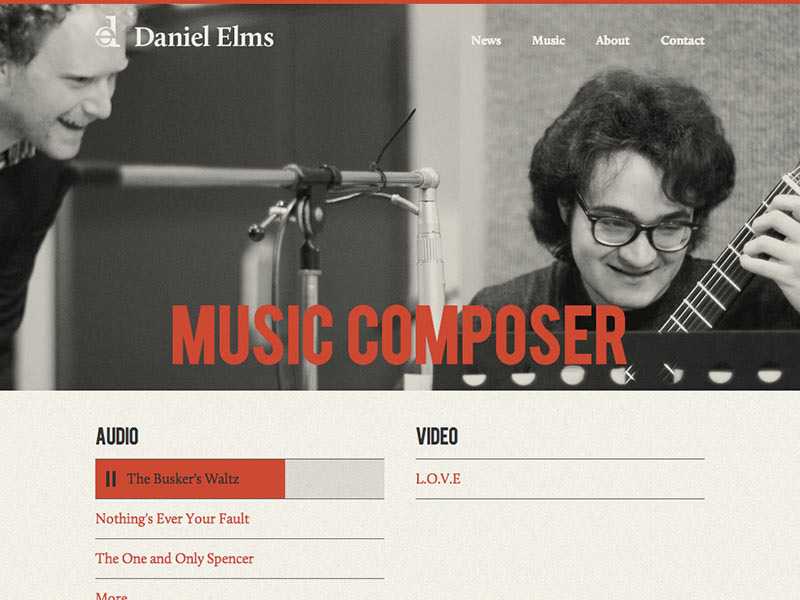 de Daniel Elms
News Music About Contact
MUSIC COMPOSER
AUDIO
VIDEO
The Busker's Waltz
L.O.V.E
Nothing's Ever Your Fault
The One and Only Spencer
More